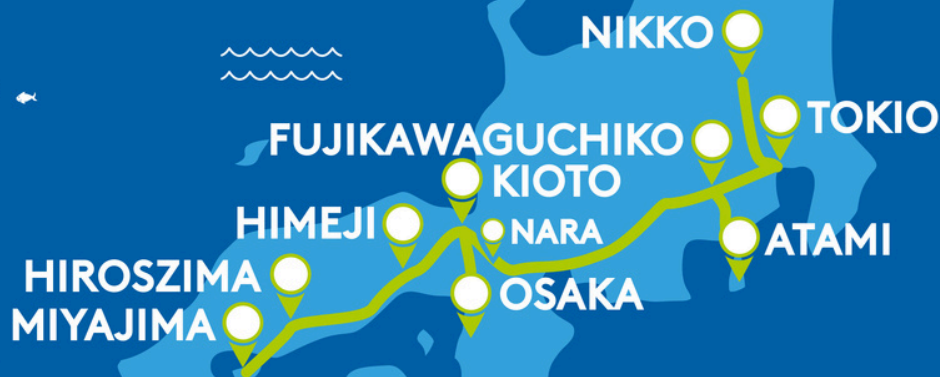 NIKKO
TOKIO
FUJIKAWAGUCHIKO
KIOTO
HIMEJI
NARA
ATAMI
HIROSZIMA
OSAKA
MIYAJIMA